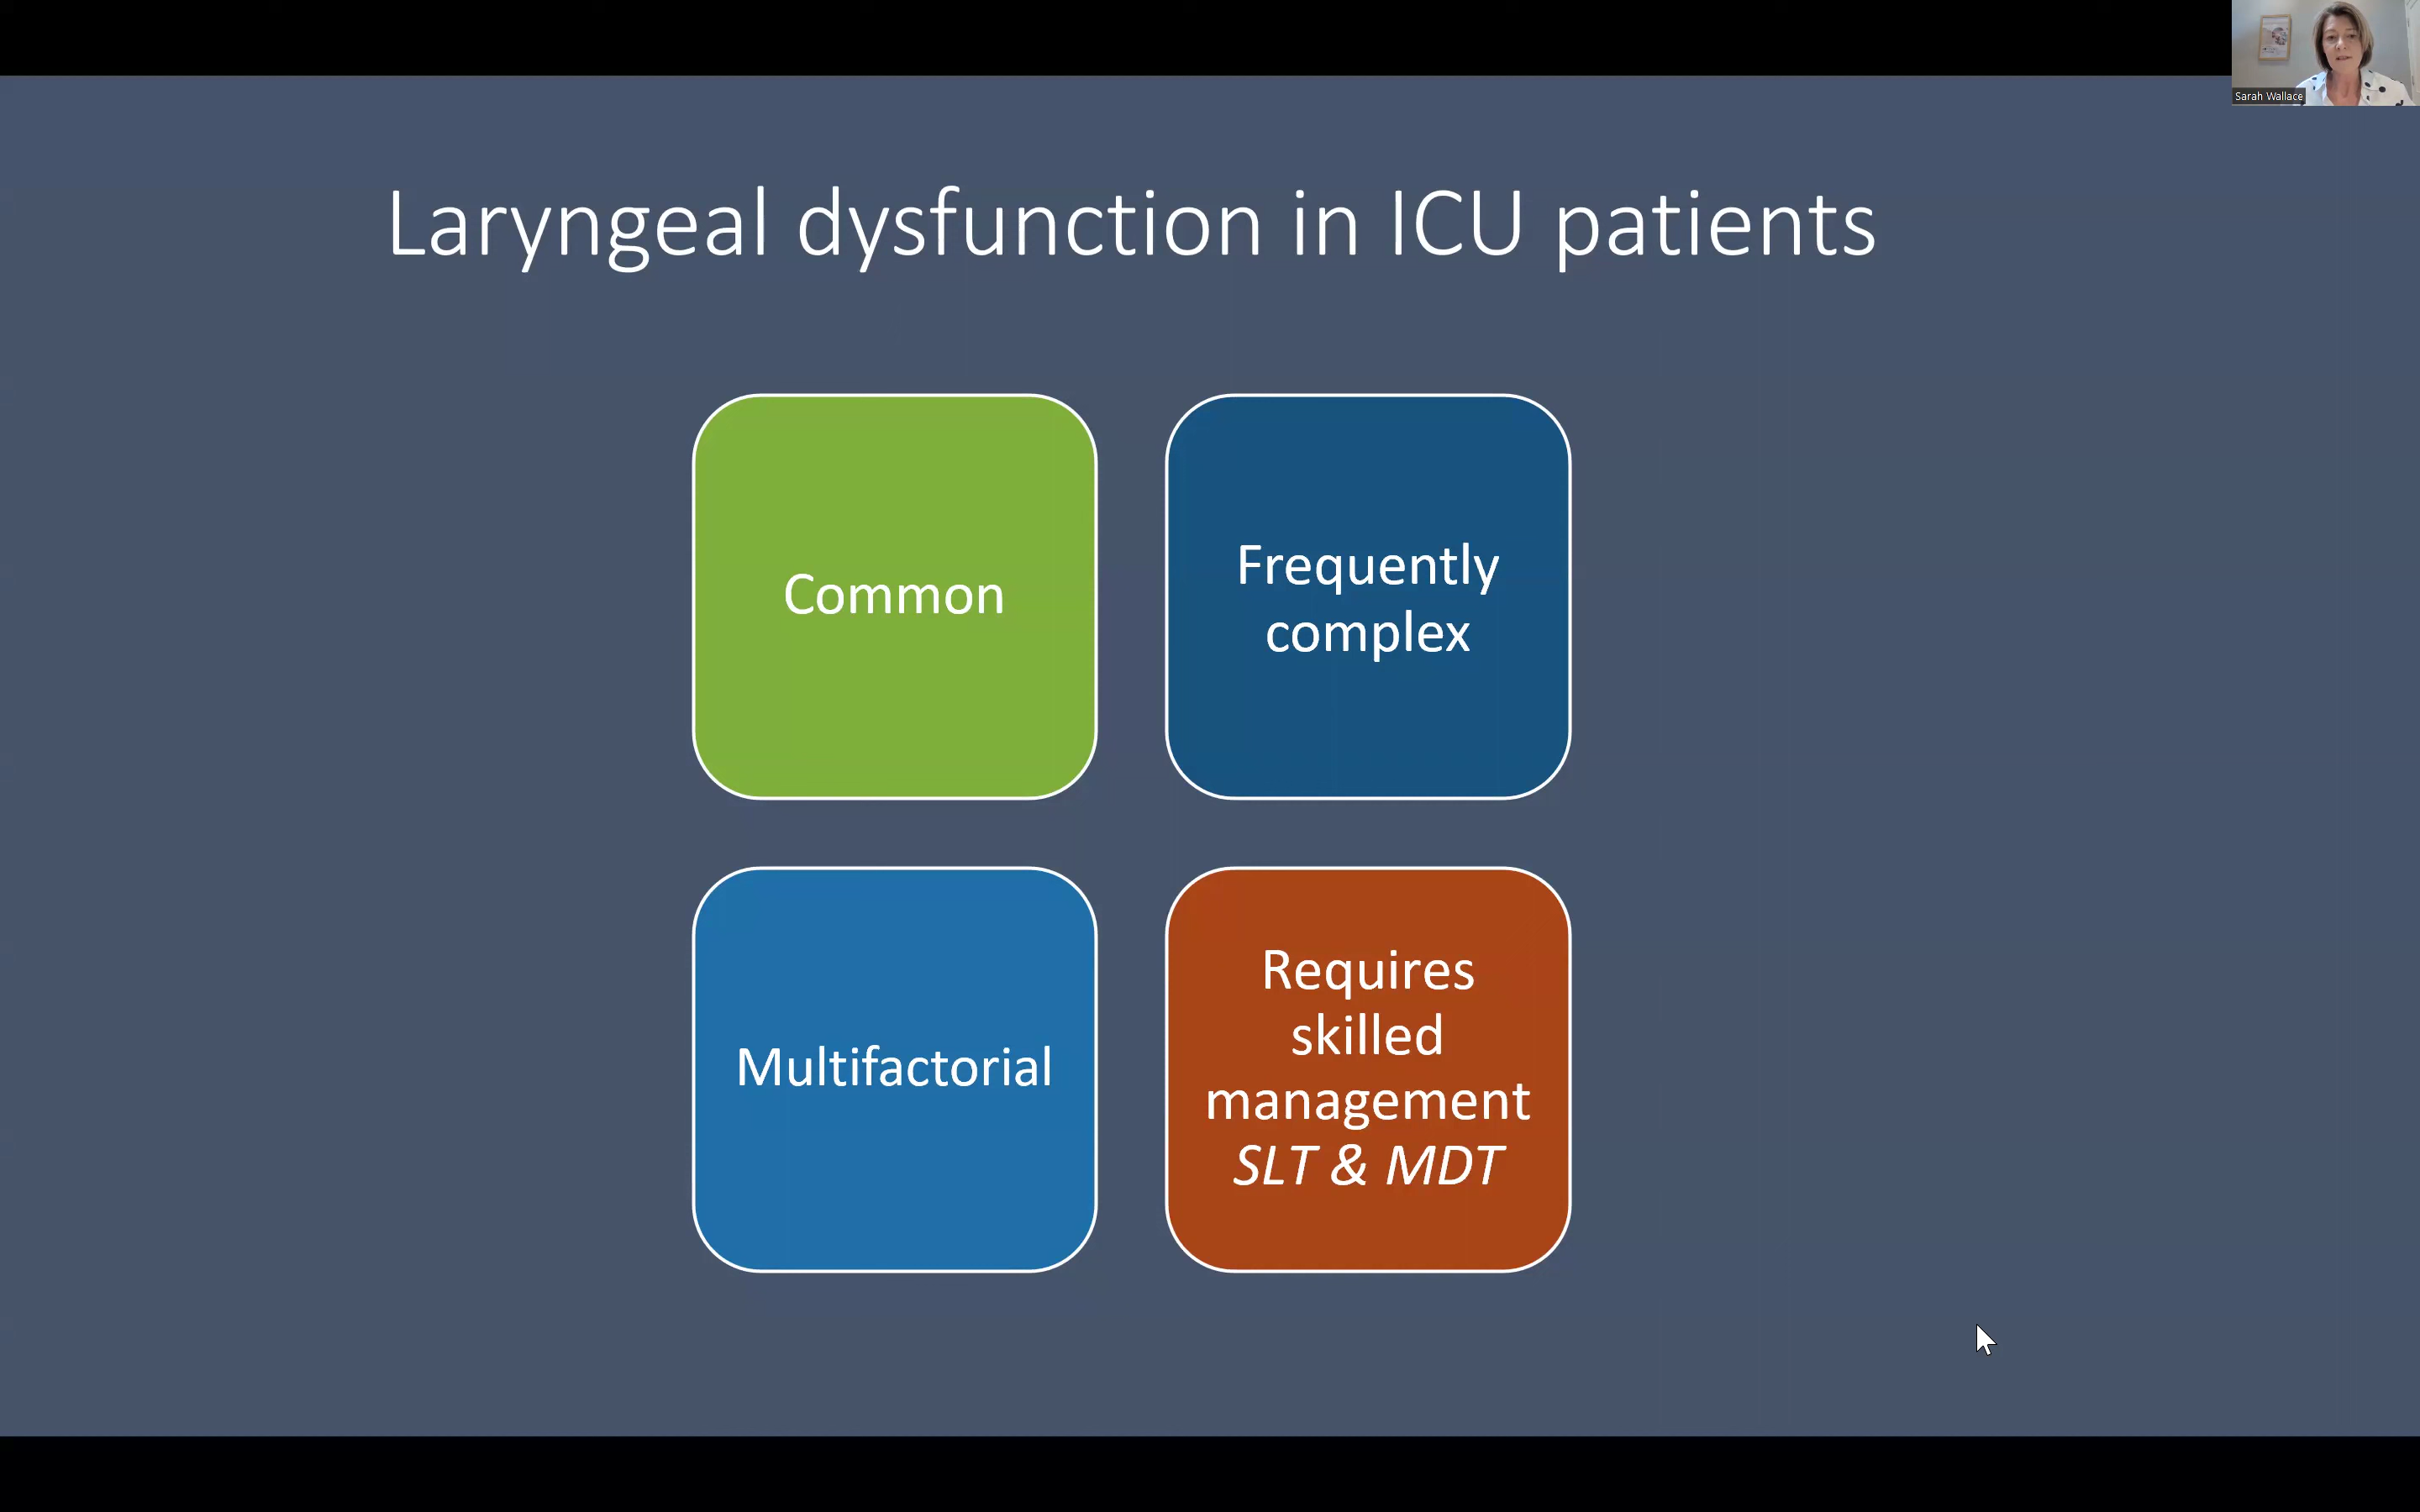 Sarah Wallace
Laryngeal dysfunction in ICU patients
Common
Frequently
complex
Multifactorial
Requires
skilled
management
SLT & MDT